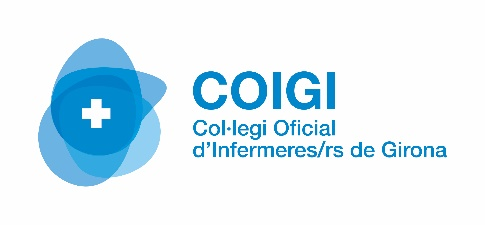 COIGI
Col·legi Oficial
d'Infermeres/rs de Girona